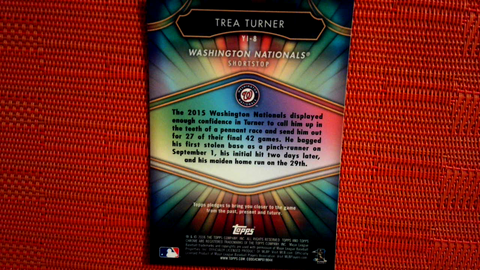 TREA TURNER
YI-8
WASHINGTON NATIONALS®
SHORTSTOP
The 2015 Washington Nationals displayed
enough confidence in Turner to call him up in
the teeth of a pennant race and send him out
for 27 of their final 42 games. He bagged
his first stolen base as a pinch-runner on
September 1, his initial hit two days later,
and his maiden home run on the 29th.
Topps pledges to bring you closer to the game
from the past, present and future
Topps
WWW.TOPPS.COM